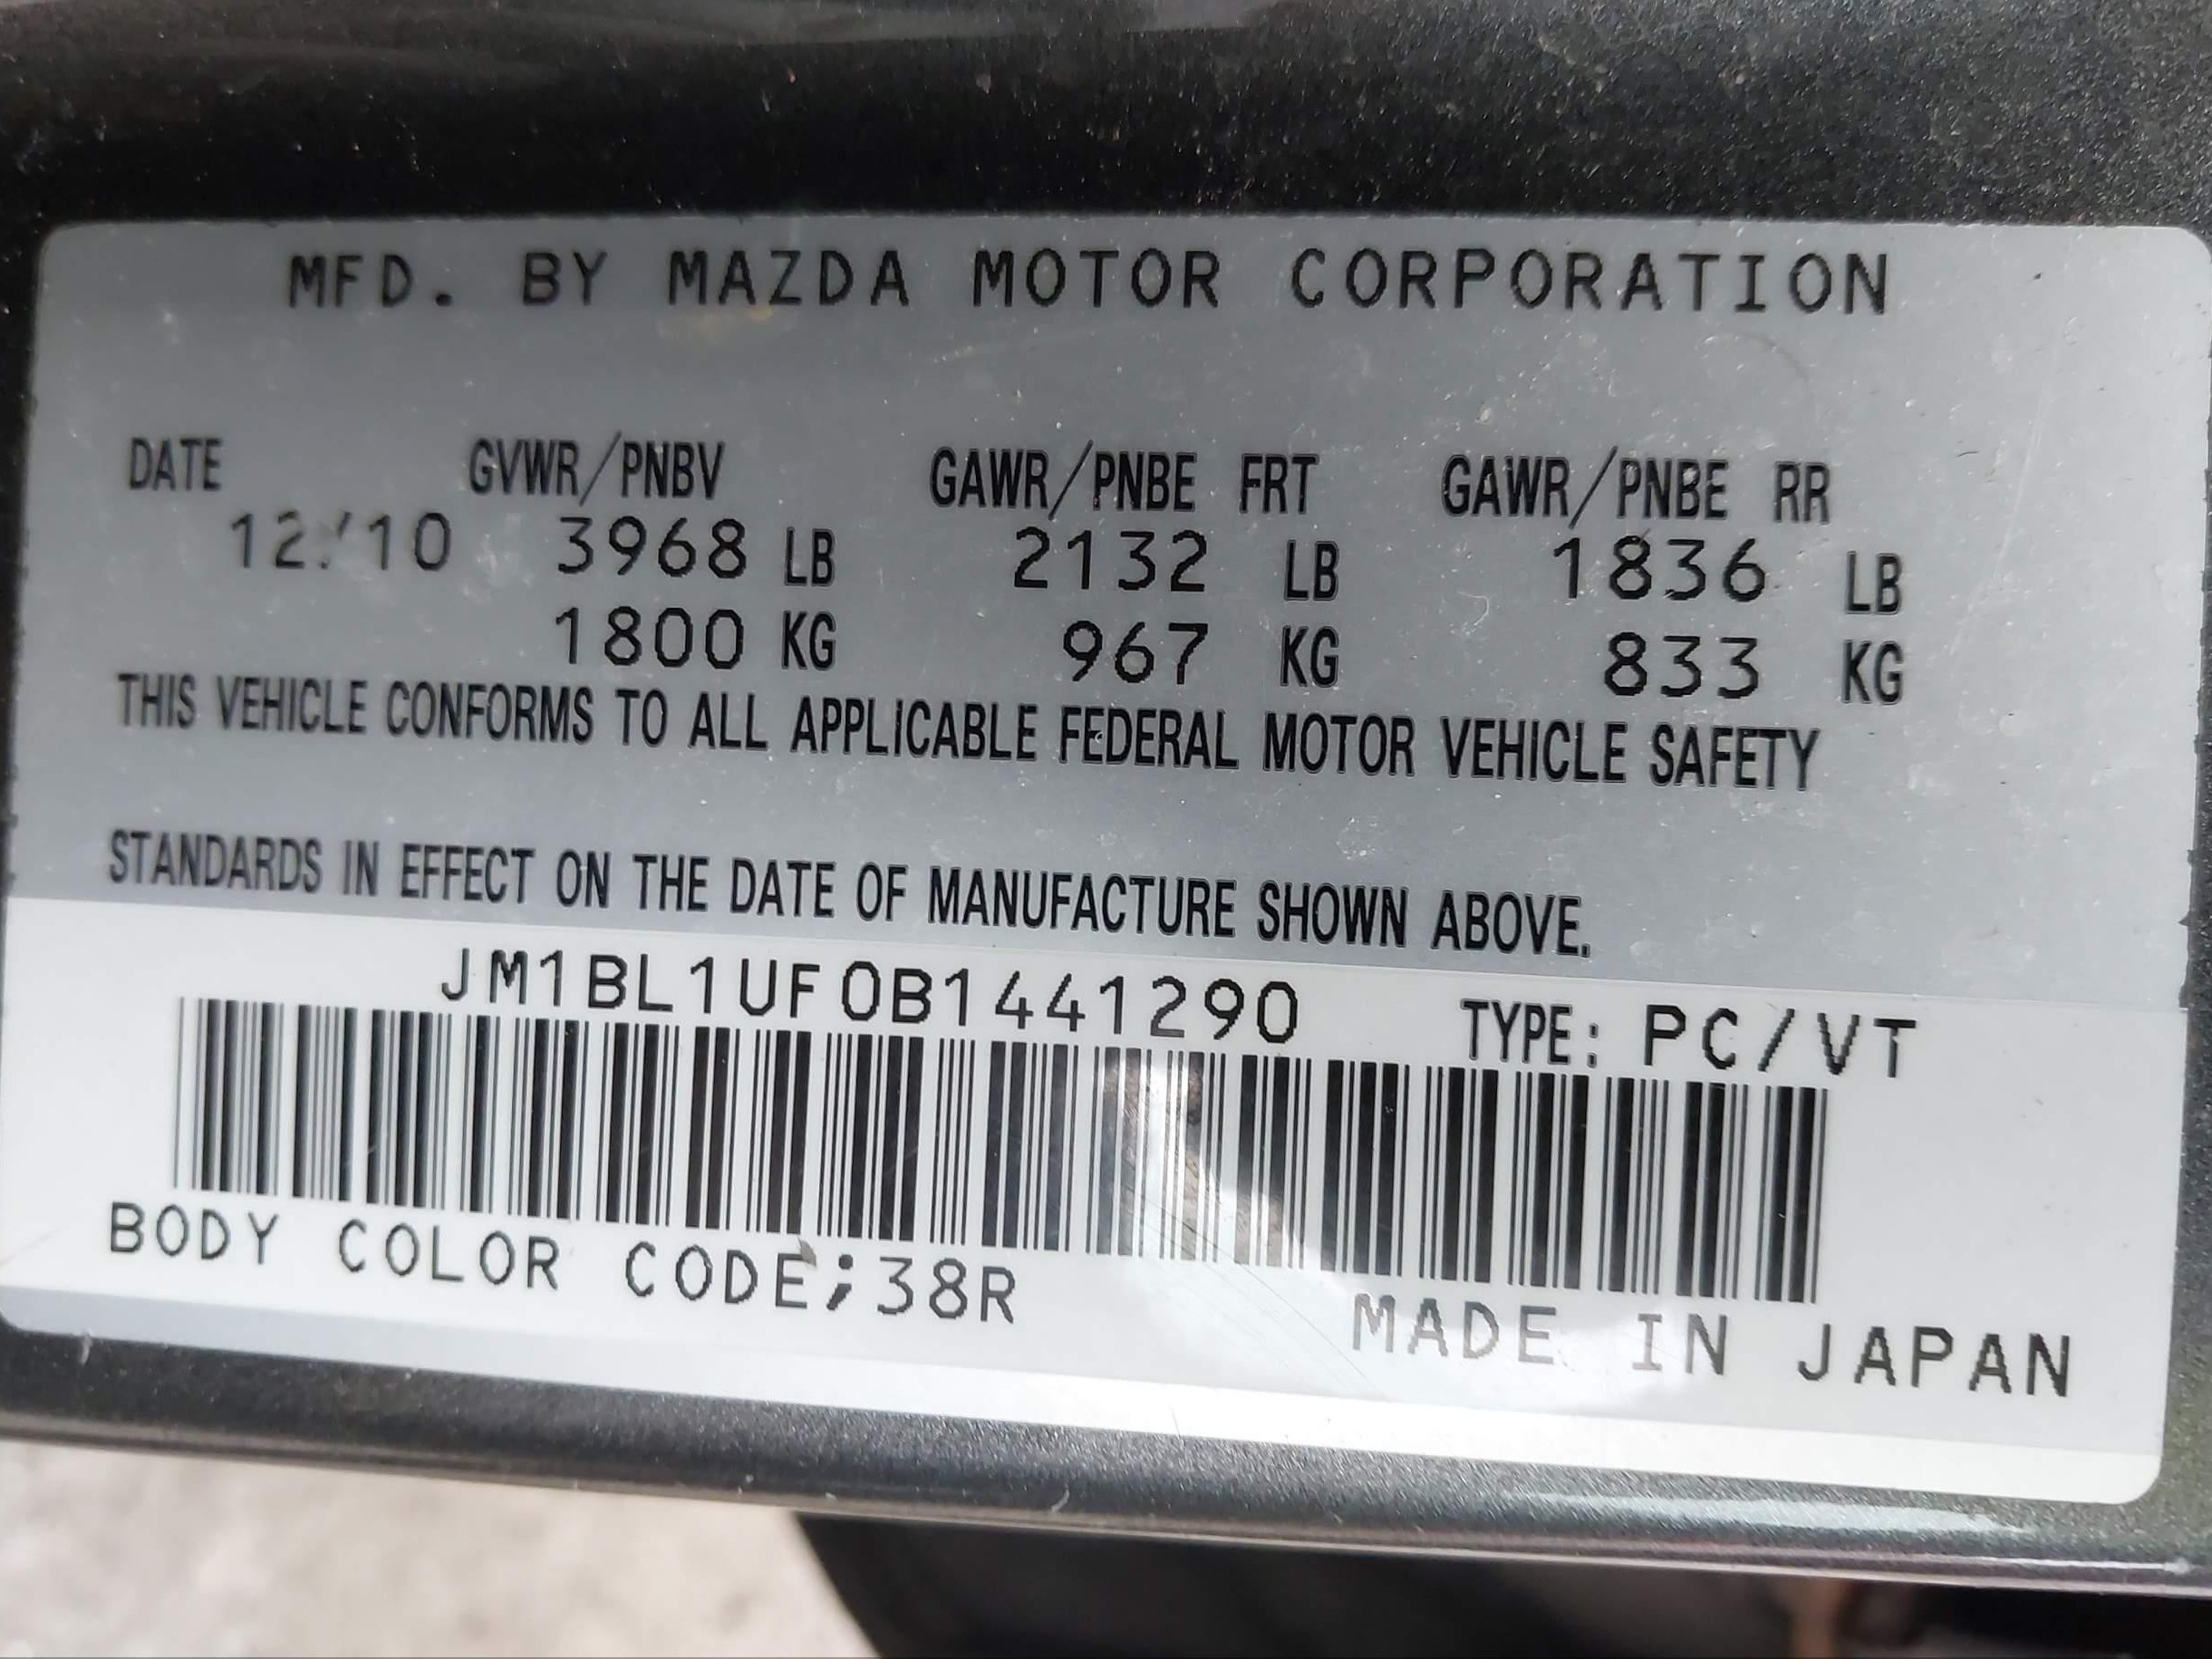 MFD. BY MAZDA MOTOR CORPORATION
DATE GVWR/PNBV GAWR/PNBE FRT GAWR/PNBE RR
12/10 3968 LB 2132 LB 1836 LB
1800 KG 967 KG 833 KG
THIS VEHICLE CONFORMS TO ALL APPLICABLE FEDERAL MOTOR VEHICLE SAFETY
STANDARDS IN EFFECT ON THE DATE OF MANUFACTURE SHOWN ABOVE.
JM1BL1UF0B1441290 TYPE: PC/VT
BODY COLOR CODE;38R
MADE IN JAPAN